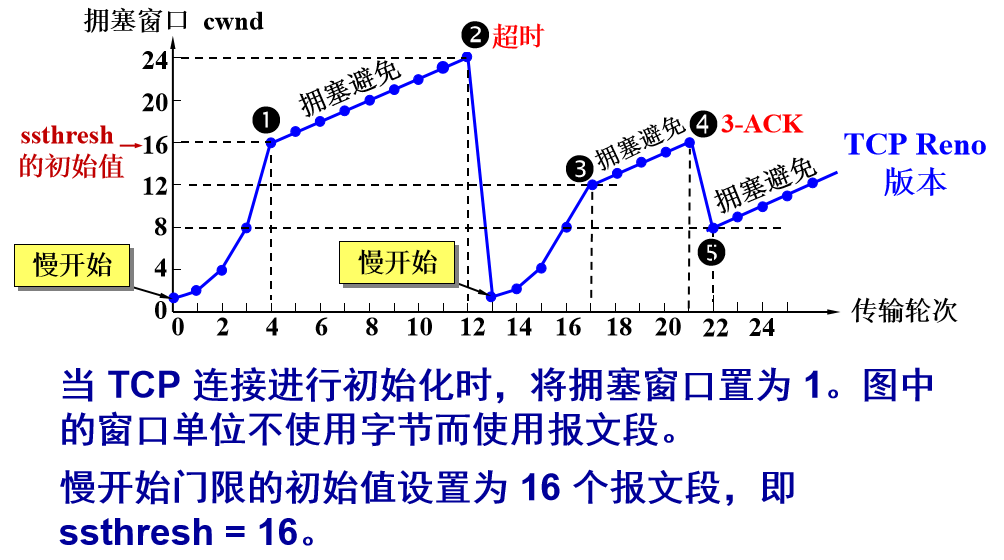 拥塞窗口 cwnd
❷超时
24
拥塞避免
20
❶
❹ 3-ACK
ssthresh
的初始值
16
拥塞避免
TCP Reno
版本
❸
12
拥塞避免
8
❺
慢开始
慢开始
4
0
0 2 4 6 8 10 12 14 16 18 20 22 24
传输轮次
当 TCP 连接进行初始化时，将拥塞窗口置为 1。图中
的窗口单位不使用字节而使用报文段。
慢开始门限的初始值设置为 16 个报文段，即
ssthresh = 16。